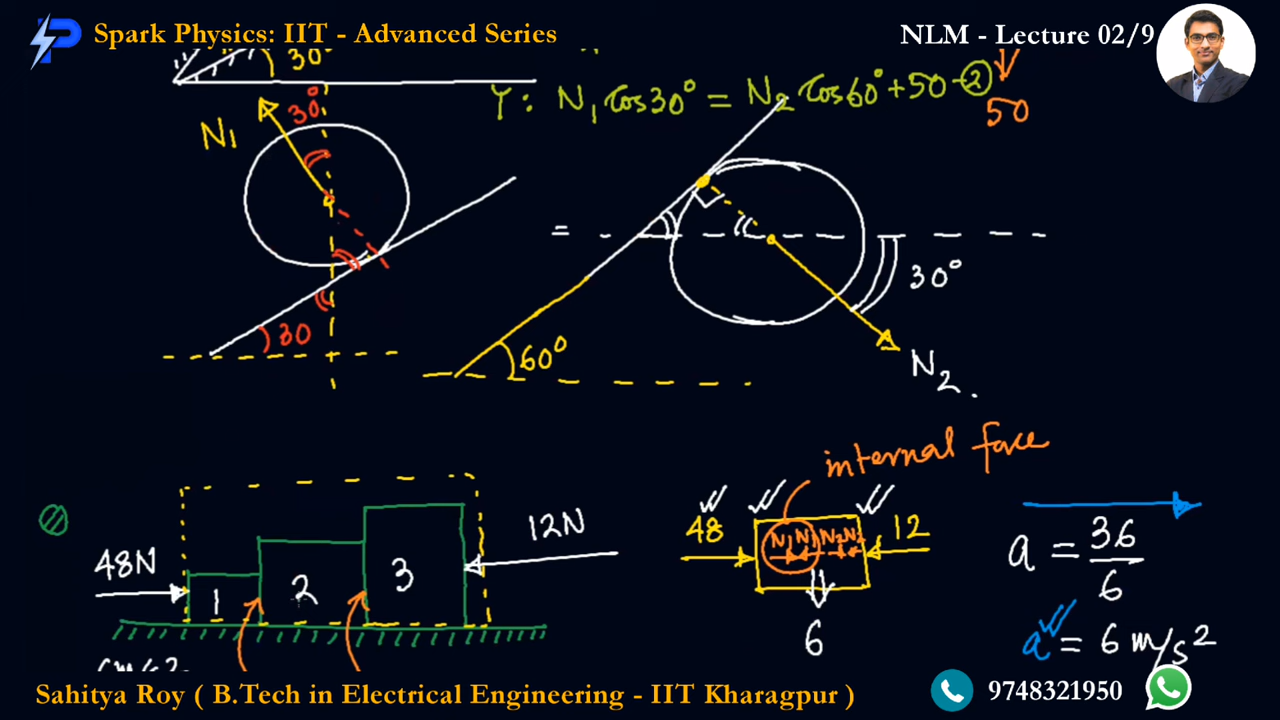 Spark Physics: IIT - Advanced Series
NLM - Lecture 02/9
30°
Y: N1 cos30° = N2 cos60° + 50 - ②
50
30°
N1
=
30°
30
60°
N2.
internal force
48N
12N
1
2
3
48
12
N1 N1 N2 N2
6
a = 36/6
a = 6 m/s2
Sahitya Roy ( B.Tech in Electrical Engineering - IIT Kharagpur )
9748321950